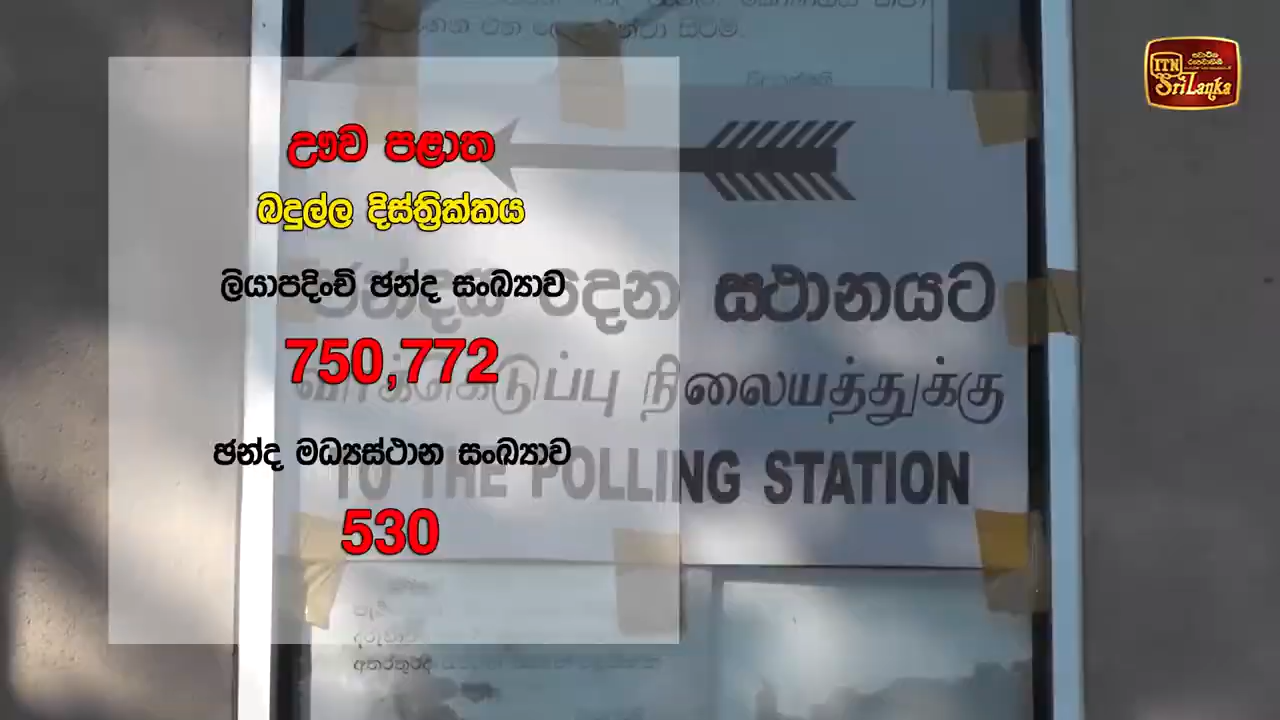 ITN
SriLanka
ඌව පළාත
බදුල්ල දිස්ත්‍රික්කය
ලියාපදිංචි ඡන්ද සංඛ්‍යාව
750,772
ඡන්ද මධ්‍යස්ථාන සංඛ්‍යාව
530
ඡන්දය දෙන ස්ථානයට
வாக்கெடுப்பு நிலையத்துக்கு
TO THE POLLING STATION